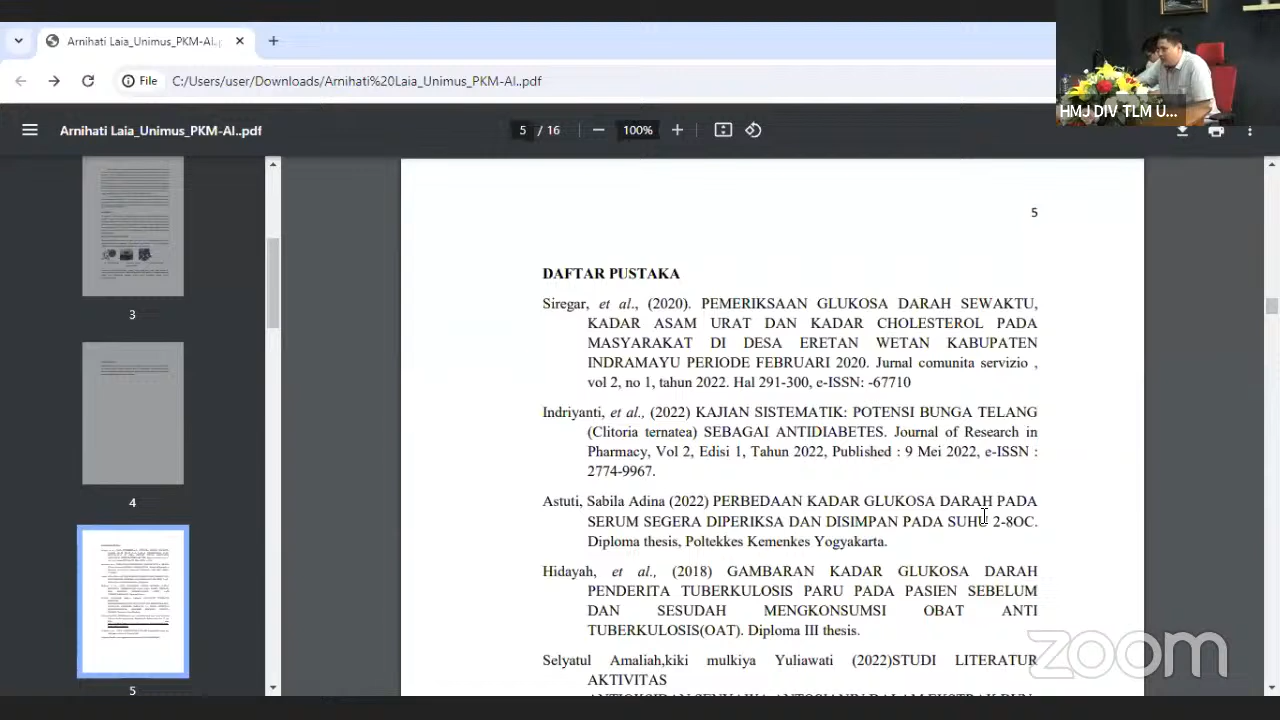 Arnihati Laia_Unimus_PKM-AI.
File
C:/Users/user/Downloads/Arnihati%20Laia_Unimus_PKM-AI..pdf
Arnihati Laia_Unimus_PKM-AI..pdf
5 / 16
100%
HMJ DIV TLM U...
3
4
5
5
DAFTAR PUSTAKA
Siregar, et al., (2020). PEMERIKSAAN GLUKOSA DARAH SEWAKTU,
KADAR ASAM URAT DAN KADAR CHOLESTEROL PADA
MASYARAKAT DI DESA ERETAN WETAN KABUPATEN
INDRAMAYU PERIODE FEBRUARI 2020. Jurnal comunita servizio ,
vol 2, no 1, tahun 2022. Hal 291-300, e-ISSN: -67710
Indriyanti, et al., (2022) KAJIAN SISTEMATIK: POTENSI BUNGA TELANG
(Clitoria ternatea) SEBAGAI ANTIDIABETES. Journal of Research in
Pharmacy, Vol 2, Edisi 1, Tahun 2022, Published : 9 Mei 2022, e-ISSN :
2774-9967.
Astuti, Sabila Adina (2022) PERBEDAAN KADAR GLUKOSA DARAH PADA
SERUM SEGERA DIPERIKSA DAN DISIMPAN PADA SUHU 2-8OC.
Diploma thesis, Poltekkes Kemenkes Yogyakarta.
Hidayah, et al., (2018) GAMBARAN KADAR GLUKOSA DARAH
PENDERITA TUBERKULOSIS PARU PADA PASIEN SEBELUM
DAN SESUDAH MENGKONSUMSI OBAT ANTI
TUBERKULOSIS(OAT). Diploma III thesis.
Selyatul Amaliah,kiki mulkiya Yuliawati (2022)STUDI LITERATUR
AKTIVITAS
zoom